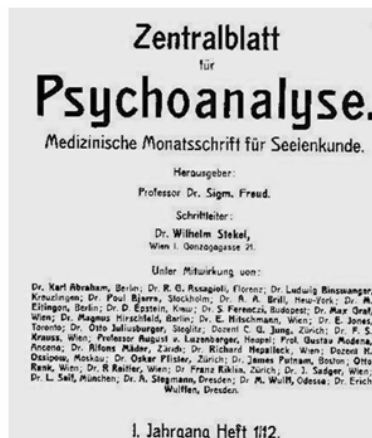 Zentralblatt
für
Psychoanalyse.
Medizinische Monatsschrift für Seelenkunde.
Herausgeber:
Professor Dr. Sigm. Freud.
Schriftleiter:
Dr. Wilhelm Stekel,
Wien I. Gonzagagasse 21.
Unter Mitwirkung von:
Dr. Karl Abraham, Berlin; Dr. R. G. Assagioli, Florenz; Dr. Ludwig Binswanger,
Kreuzlingen; Dr. Poul Bjerre, Stockholm; Dr. A. A. Brill, New-York; Dr. M.
Eitingon, Berlin; Dr. D. Epstein, Kiew; Dr. S. Ferenczi, Budapest; Dr. Max Graf,
Wien; Dr. Magnus Hirschfeld, Berlin; Dr. E. Hitschmann, Wien; Dr. E. Jones,
Toronto; Dr. Otto Juliusburger, Steglitz; Dozent C. G. Jung, Zürich; Dr. F. S.
Krauss, Wien; Professor August v. Luzenberger, Neapel; Prof. Gustav Modena,
Ancona; Dr. Alfons Mäder, Zürich; Dr. Richard Wien; Dozent N.
Ossipow, Moskau; Dr. Oskar Pfister, Zürich; Dr. James Putnam, Boston; Otto
Rank, Wien; Dr. R Reitler, Wien; Dr Franz Riklin, Zürich; Dr. J. Sadger, Wien;
Dr. L. Seif, München; Dr. A. Stegmann, Dresden; Dr. M. Wulff, Odessa; Dr. Erich
Wulffen, Dresden.
1. Jahrgang Heft 1/12.